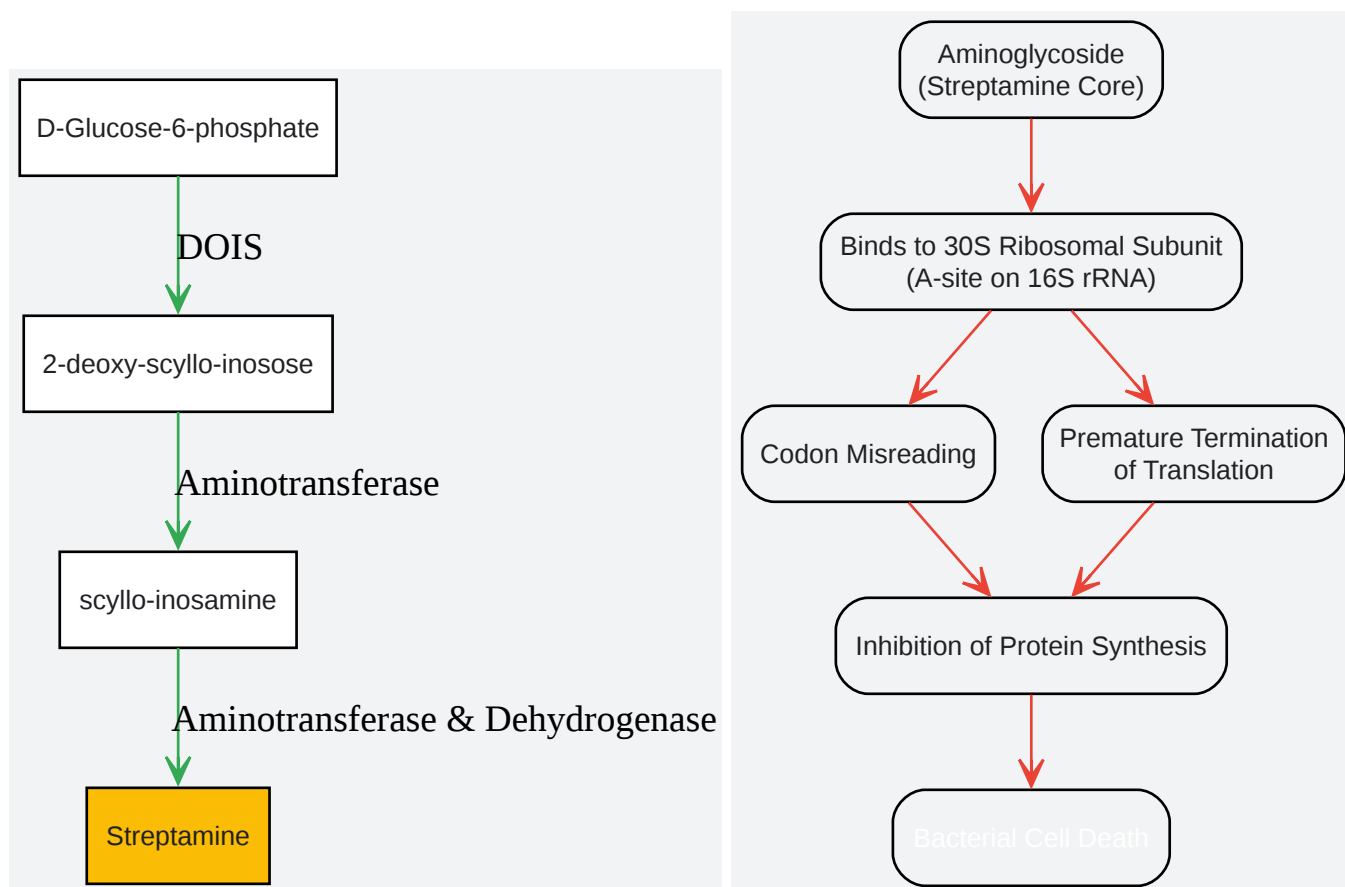 D-Glucose-6-phosphate
DOIS
2-deoxy-scyllo-inosose
Aminotransferase
scyllo-inosamine
Aminotransferase & Dehydrogenase
Streptamine
Aminoglycoside
(Streptamine Core)
Binds to 30S Ribosomal Subunit
(A-site on 16S rRNA)
Codon Misreading
Premature Termination
of Translation
Inhibition of Protein Synthesis
Bacterial Cell Death